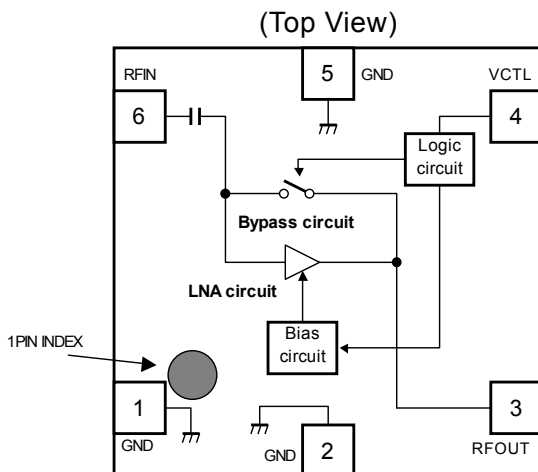 (Top View)
RFIN
5
GND
VCTL
6
4
Logic
circuit
Bypass circuit
LNA circuit
Bias
circuit
1PIN INDEX
1
3
GND
GND
2
RFOUT